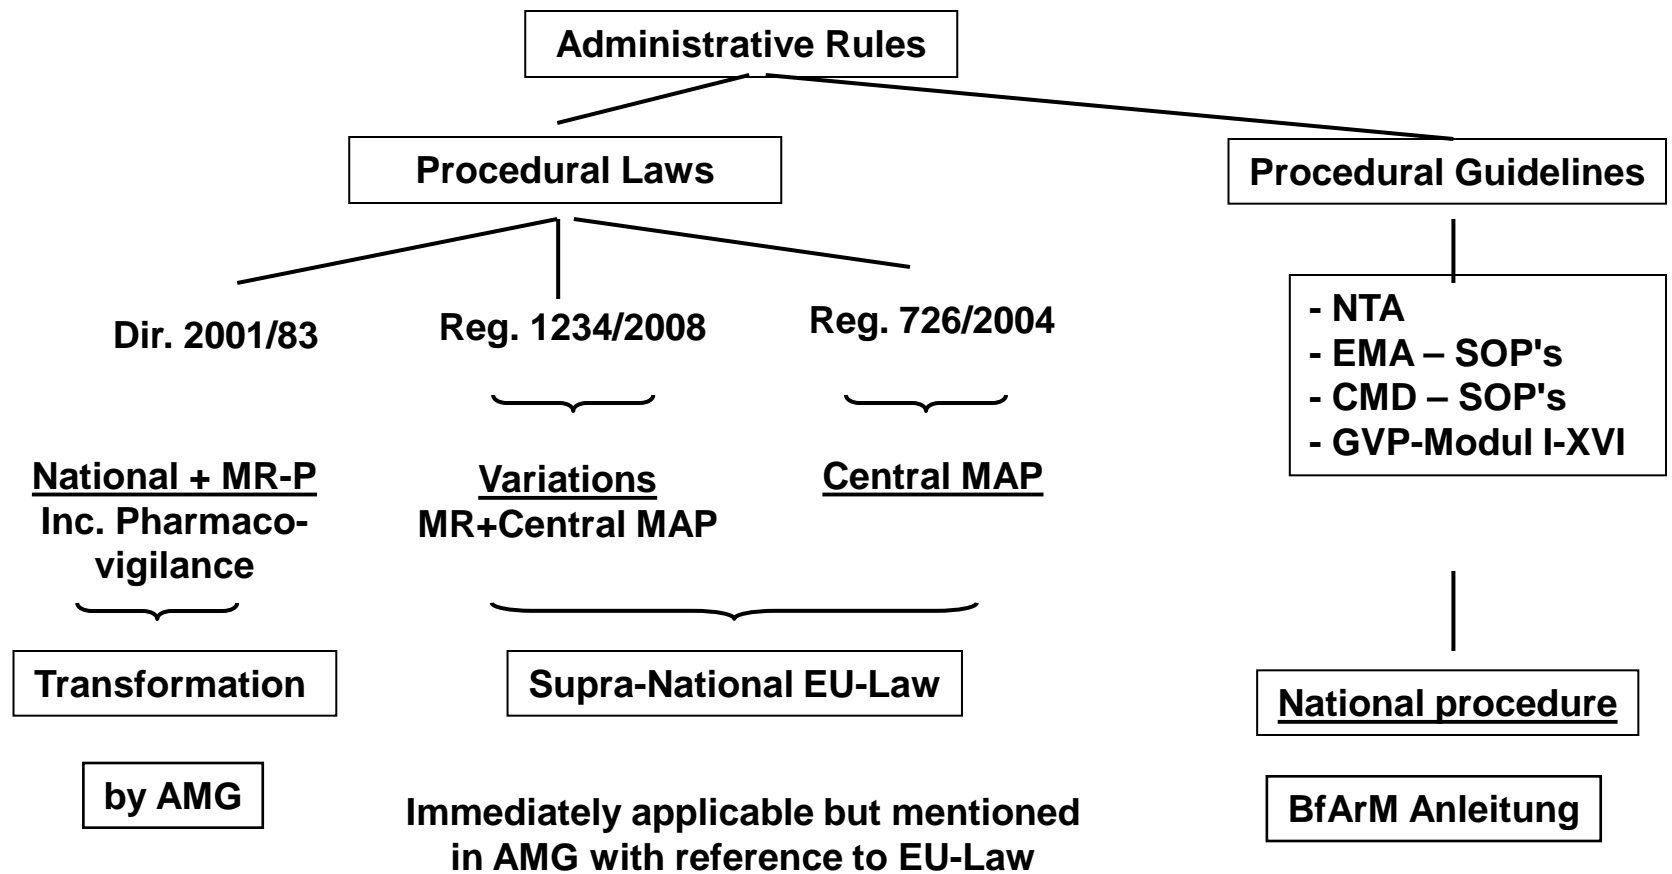 Administrative Rules
Procedural Laws
Procedural Guidelines
Dir. 2001/83
Reg. 1234/2008
Reg. 726/2004
- NTA
- EMA – SOP's
- CMD – SOP's
- GVP-Modul I-XVI
National + MR-P
Inc. Pharmaco-
vigilance
Variations
MR+Central MAP
Central MAP
Transformation
by AMG
Supra-National EU-Law
Immediately applicable but mentioned
in AMG with reference to EU-Law
National procedure
BfArM Anleitung